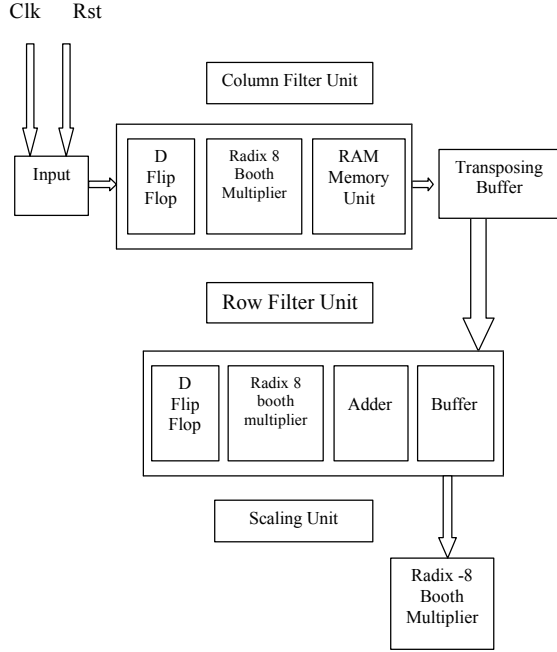 Clk Rst
Column Filter Unit
Input
D
Flip
Flop
Radix 8
Booth
Multiplier
RAM
Memory
Unit
Transposing
Buffer
Row Filter Unit
D
Flip
Flop
Radix 8
booth
multiplier
Adder
Buffer
Scaling Unit
Radix -8
Booth
Multiplier